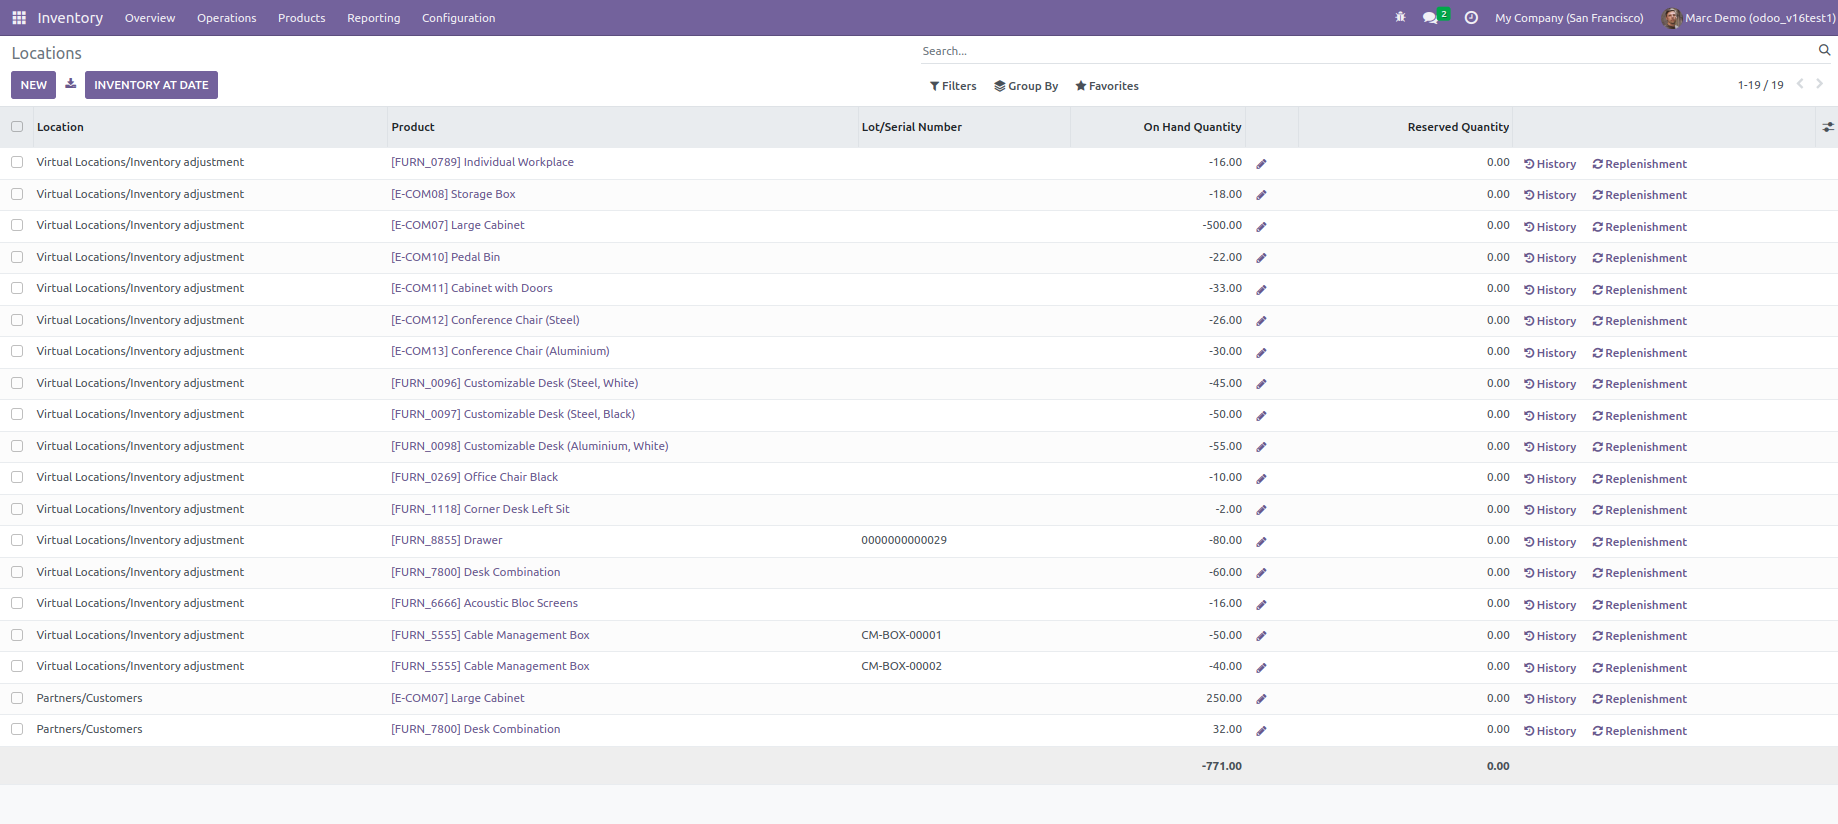 Inventory Overview Operations Products Reporting Configuration 2 My Company (San Francisco) Marc Demo (odoo_v16test1)
Locations Search...
NEW INVENTORY AT DATE Filters Group By Favorites 1-19 / 19
Location Product Lot/Serial Number On Hand Quantity Reserved Quantity
Virtual Locations/Inventory adjustment [FURN_0789] Individual Workplace -16.00 0.00 History Replenishment
Virtual Locations/Inventory adjustment [E-COM08] Storage Box -18.00 0.00 History Replenishment
Virtual Locations/Inventory adjustment [E-COM07] Large Cabinet -500.00 0.00 History Replenishment
Virtual Locations/Inventory adjustment [E-COM10] Pedal Bin -22.00 0.00 History Replenishment
Virtual Locations/Inventory adjustment [E-COM11] Cabinet with Doors -33.00 0.00 History Replenishment
Virtual Locations/Inventory adjustment [E-COM12] Conference Chair (Steel) -26.00 0.00 History Replenishment
Virtual Locations/Inventory adjustment [E-COM13] Conference Chair (Aluminium) -30.00 0.00 History Replenishment
Virtual Locations/Inventory adjustment [FURN_0096] Customizable Desk (Steel, White) -45.00 0.00 History Replenishment
Virtual Locations/Inventory adjustment [FURN_0097] Customizable Desk (Steel, Black) -50.00 0.00 History Replenishment
Virtual Locations/Inventory adjustment [FURN_0098] Customizable Desk (Aluminium, White) -55.00 0.00 History Replenishment
Virtual Locations/Inventory adjustment [FURN_0269] Office Chair Black -10.00 0.00 History Replenishment
Virtual Locations/Inventory adjustment [FURN_1118] Corner Desk Left Sit -2.00 0.00 History Replenishment
Virtual Locations/Inventory adjustment [FURN_8855] Drawer 0000000000029 -80.00 0.00 History Replenishment
Virtual Locations/Inventory adjustment [FURN_7800] Desk Combination -60.00 0.00 History Replenishment
Virtual Locations/Inventory adjustment [FURN_6666] Acoustic Bloc Screens -16.00 0.00 History Replenishment
Virtual Locations/Inventory adjustment [FURN_5555] Cable Management Box CM-BOX-00001 -50.00 0.00 History Replenishment
Virtual Locations/Inventory adjustment [FURN_5555] Cable Management Box CM-BOX-00002 -40.00 0.00 History Replenishment
Partners/Customers [E-COM07] Large Cabinet 250.00 0.00 History Replenishment
Partners/Customers [FURN_7800] Desk Combination 32.00 0.00 History Replenishment
-771.00 0.00